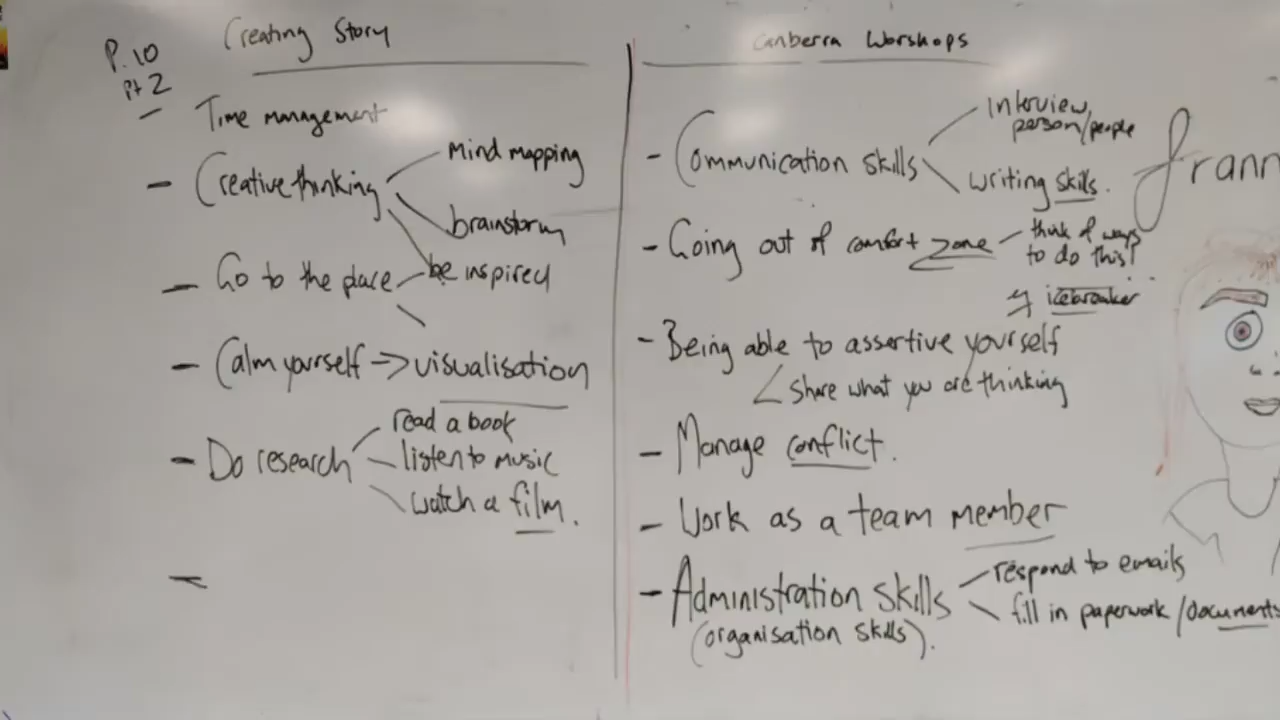 P.10
Pt 2
Creating Story
- Time management
- Creative thinking
Mind mapping
brainstorm
be inspired
- Go to the place
- Calm yourself -> visualisation
- Do research
read a book
listen to music
watch a film.
-
Canberra Worshops
- Communication skills
Interview
person/people
writing skills.
- Going out of comfort zone
think of ways
to do this!
eg icebreaker
- Being able to assertive yourself
share what you are thinking
- Manage conflict.
- Work as a team member
- Administration skills
(organisation skills).
respond to emails
fill in paperwork/documents